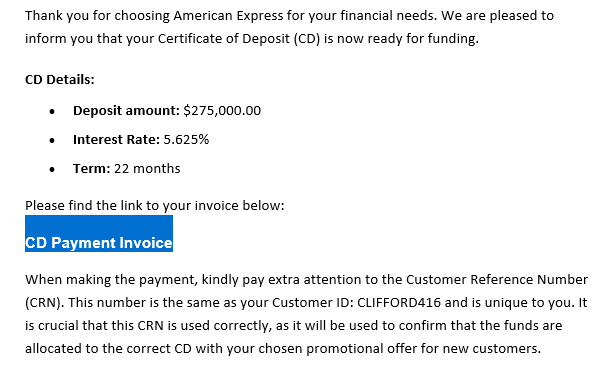 Thank you for choosing American Express for your financial needs. We are pleased to
inform you that your Certificate of Deposit (CD) is now ready for funding.
CD Details:
• Deposit amount: $275,000.00
• Interest Rate: 5.625%
• Term: 22 months
Please find the link to your invoice below:
CD Payment Invoice
When making the payment, kindly pay extra attention to the Customer Reference Number
(CRN). This number is the same as your Customer ID: CLIFFORD416 and is unique to you. It
is crucial that this CRN is used correctly, as it will be used to confirm that the funds are
allocated to the correct CD with your chosen promotional offer for new customers.